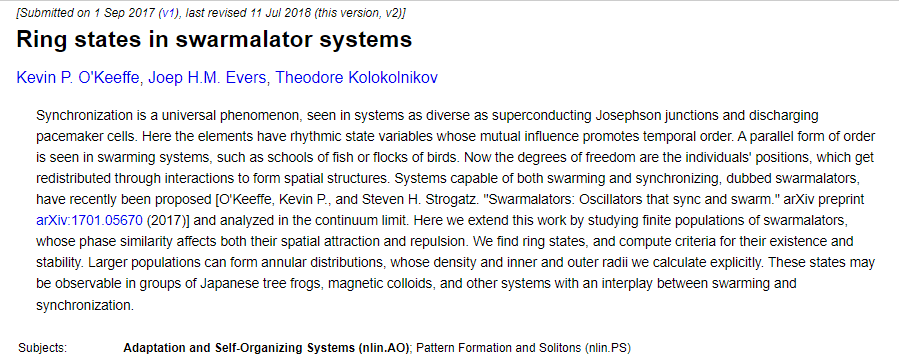 [Submitted on 1 Sep 2017 (v1), last revised 11 Jul 2018 (this version, v2)]
Ring states in swarmalator systems
Kevin P. O'Keeffe, Joep H.M. Evers, Theodore Kolokolnikov
Synchronization is a universal phenomenon, seen in systems as diverse as superconducting Josephson junctions and discharging
pacemaker cells. Here the elements have rhythmic state variables whose mutual influence promotes temporal order. A parallel form of order
is seen in swarming systems, such as schools of fish or flocks of birds. Now the degrees of freedom are the individuals' positions, which get
redistributed through interactions to form spatial structures. Systems capable of both swarming and synchronizing, dubbed swarmalators,
have recently been proposed [O'Keeffe, Kevin P., and Steven H. Strogatz. "Swarmalators: Oscillators that sync and swarm." arXiv preprint
arXiv:1701.05670 (2017)] and analyzed in the continuum limit. Here we extend this work by studying finite populations of swarmalators,
whose phase similarity affects both their spatial attraction and repulsion. We find ring states, and compute criteria for their existence and
stability. Larger populations can form annular distributions, whose density and inner and outer radii we calculate explicitly. These states may
be observable in groups of Japanese tree frogs, magnetic colloids, and other systems with an interplay between swarming and
synchronization.
Subjects: Adaptation and Self-Organizing Systems (nlin.AO); Pattern Formation and Solitons (nlin.PS)